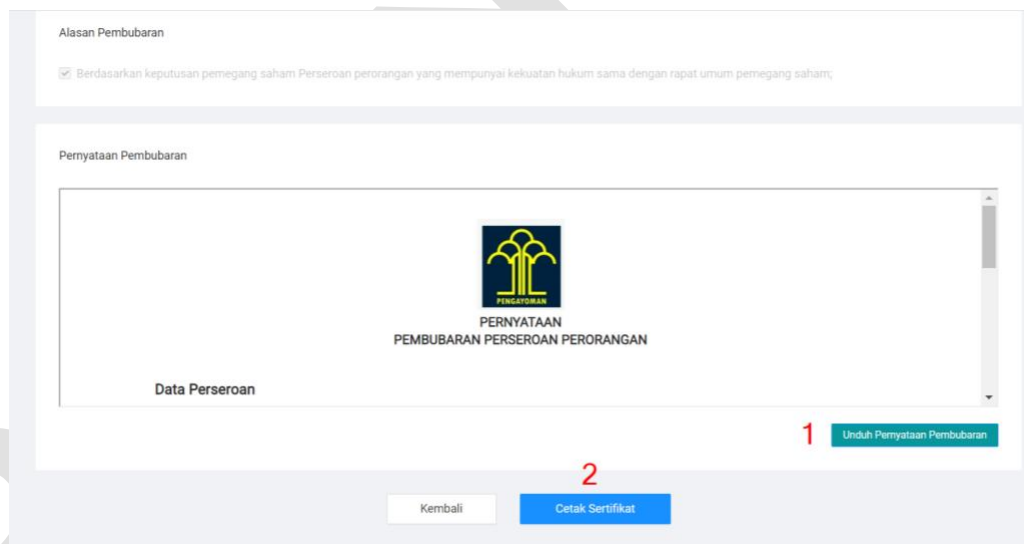 Alasan Pembubaran
Berdasarkan keputusan pemegang saham Perseroan perorangan yang mempunyai kekuatan hukum sama dengan rapat umum pemegang saham;
Pernyataan Pembubaran
PENGAYOMAN
PERNYATAAN
PEMBUBARAN PERSEROAN PERORANGAN
Data Perseroan
1 Unduh Pernyataan Pembubaran
2
Kembali Cetak Sertifikat